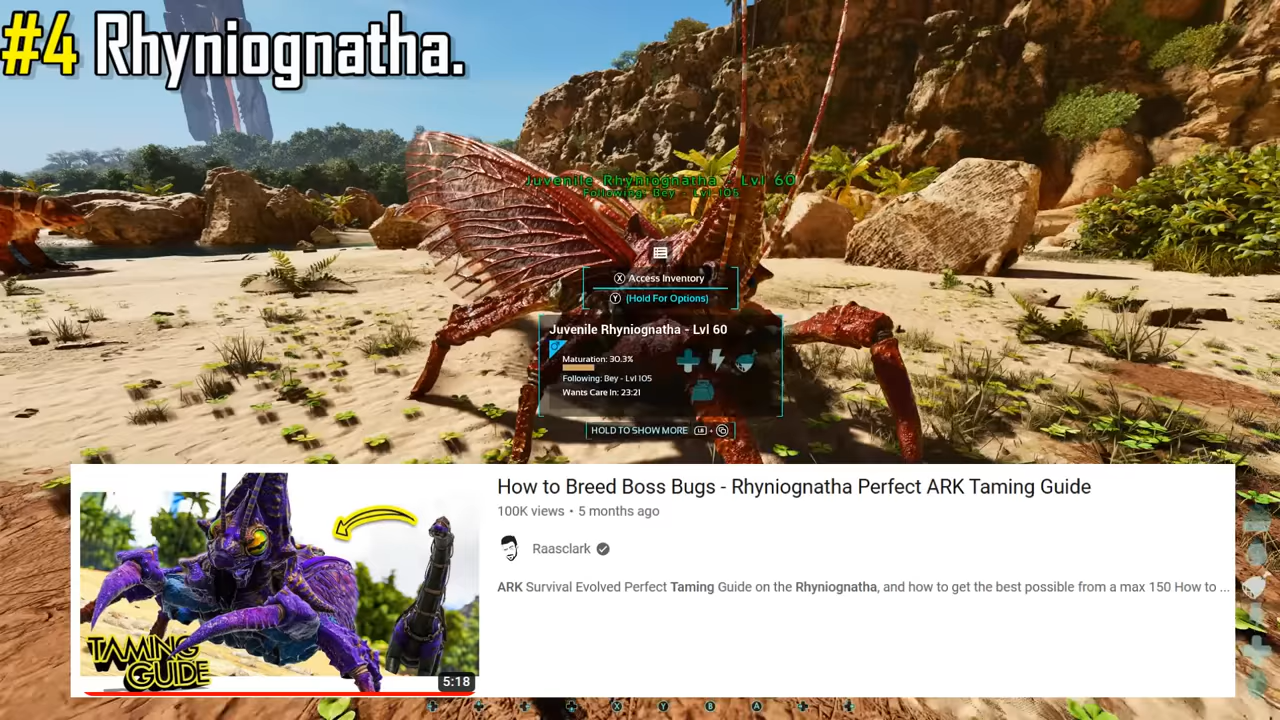 #4 Rhyniognatha.
Juvenile Rhyniognatha - Lvl 60
Following: Bey - Lvl 105
X Access Inventory
Y (Hold For Options)
Juvenile Rhyniognatha - Lvl 60
Maturation: 30.3%
Following: Bey - Lvl 105
Wants Care In: 23:21
HOLD TO SHOW MORE LB +
How to Breed Boss Bugs - Rhyniognatha Perfect ARK Taming Guide
100K views • 5 months ago
Raasclark
ARK Survival Evolved Perfect Taming Guide on the Rhyniognatha, and how to get the best possible from a max 150 How to ...
TAMING
GUIDE
5:18
X Y B A